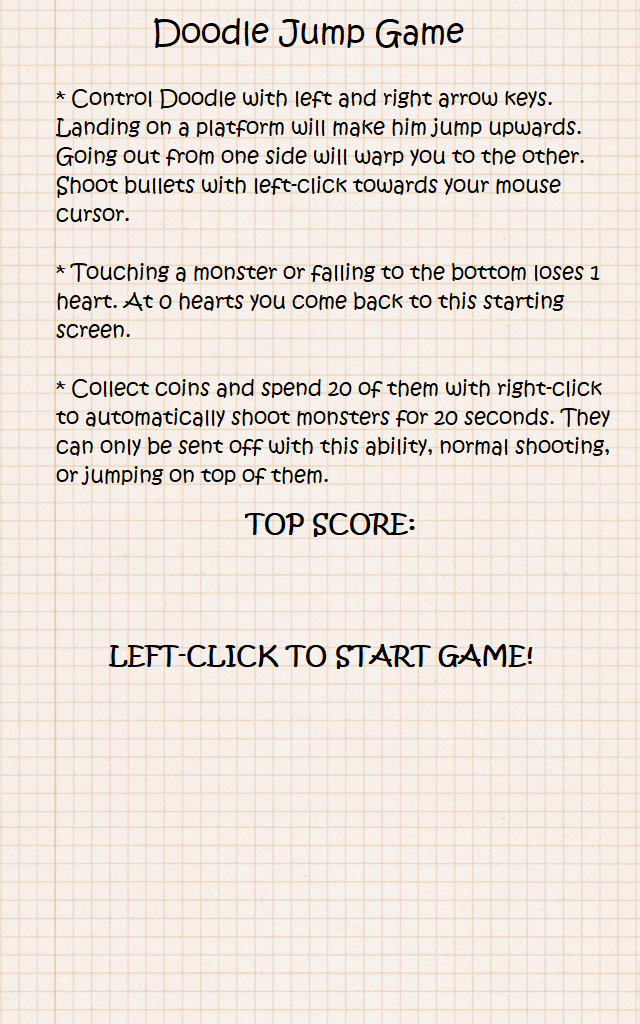 Doodle Jump Game
* Control Doodle with left and right arrow keys.
Landing on a platform will make him jump upwards.
Going out from one side will warp you to the other.
Shoot bullets with left-click towards your mouse
cursor.
* Touching a monster or falling to the bottom loses 1
heart. At 0 hearts you come back to this starting
screen.
* Collect coins and spend 20 of them with right-click
to automatically shoot monsters for 20 seconds. They
can only be sent off with this ability, normal shooting,
or jumping on top of them.
TOP SCORE:
LEFT-CLICK TO START GAME!